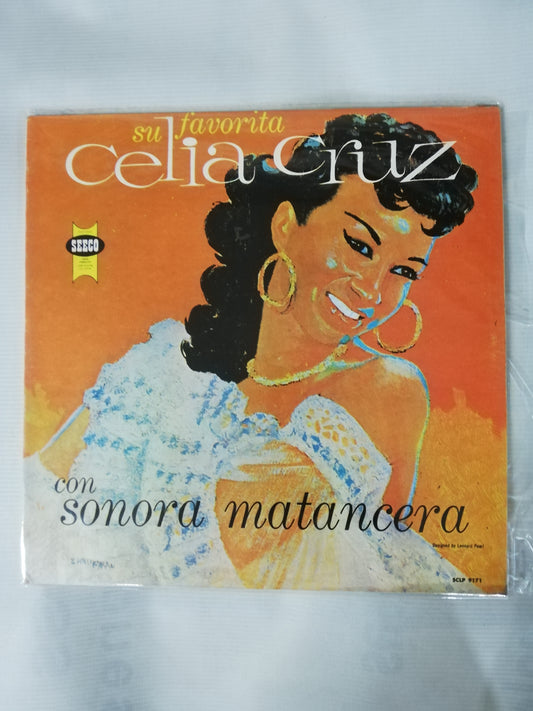 su favorita
celia cruz
SEECO
con
sonora matancera
Designed by Leonard Pearl
SCLP 9171